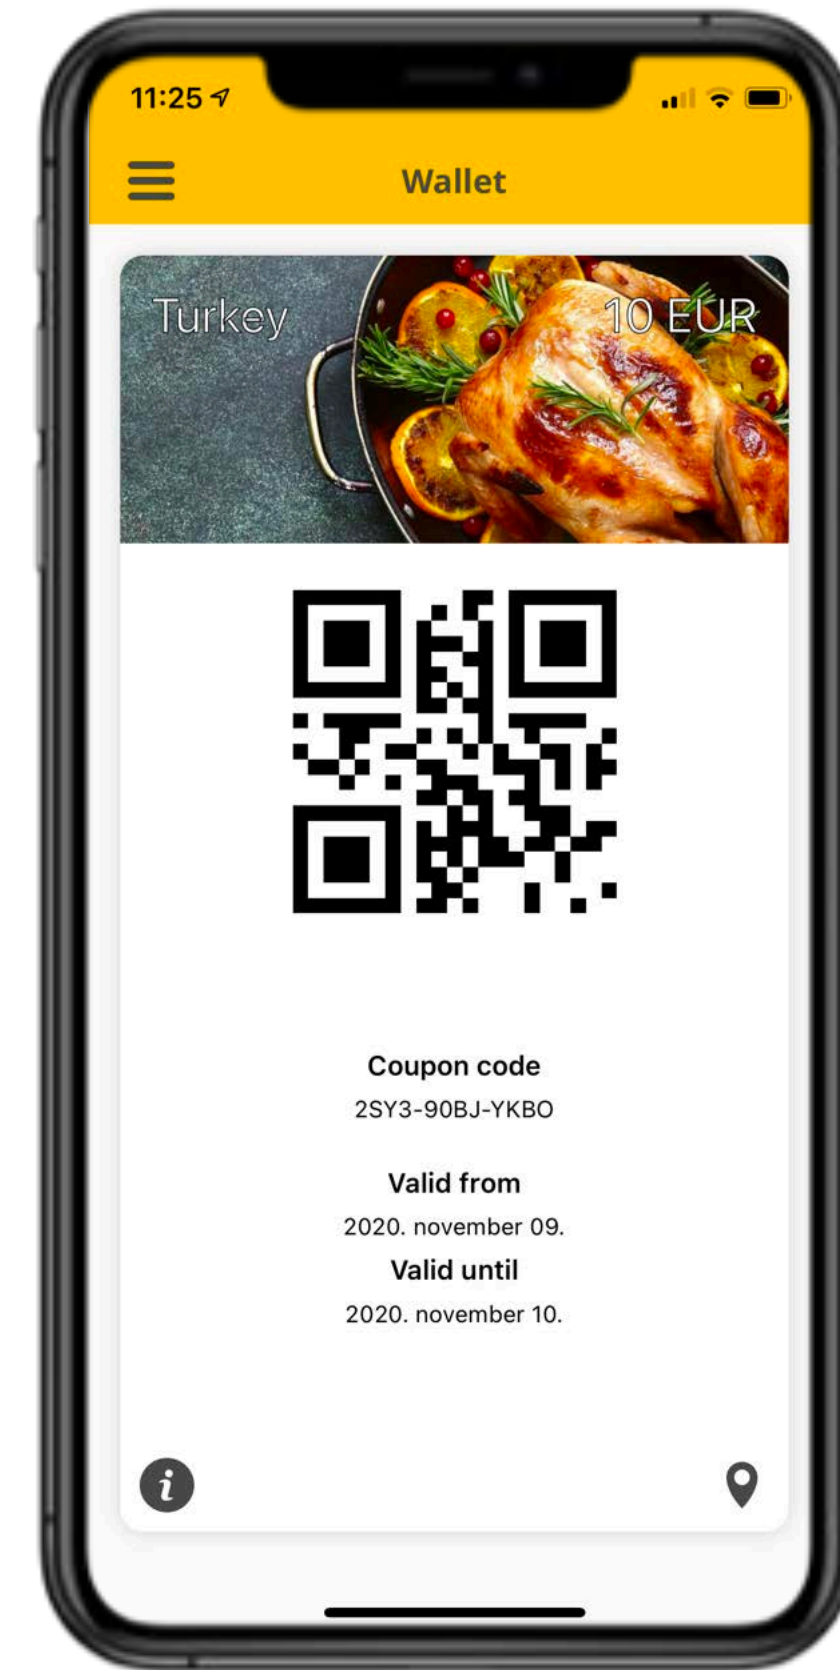 11:25
Wallet
Turkey 10 EUR
Coupon code
2SY3-90BJ-YKBO
Valid from
2020. november 09.
Valid until
2020. november 10.